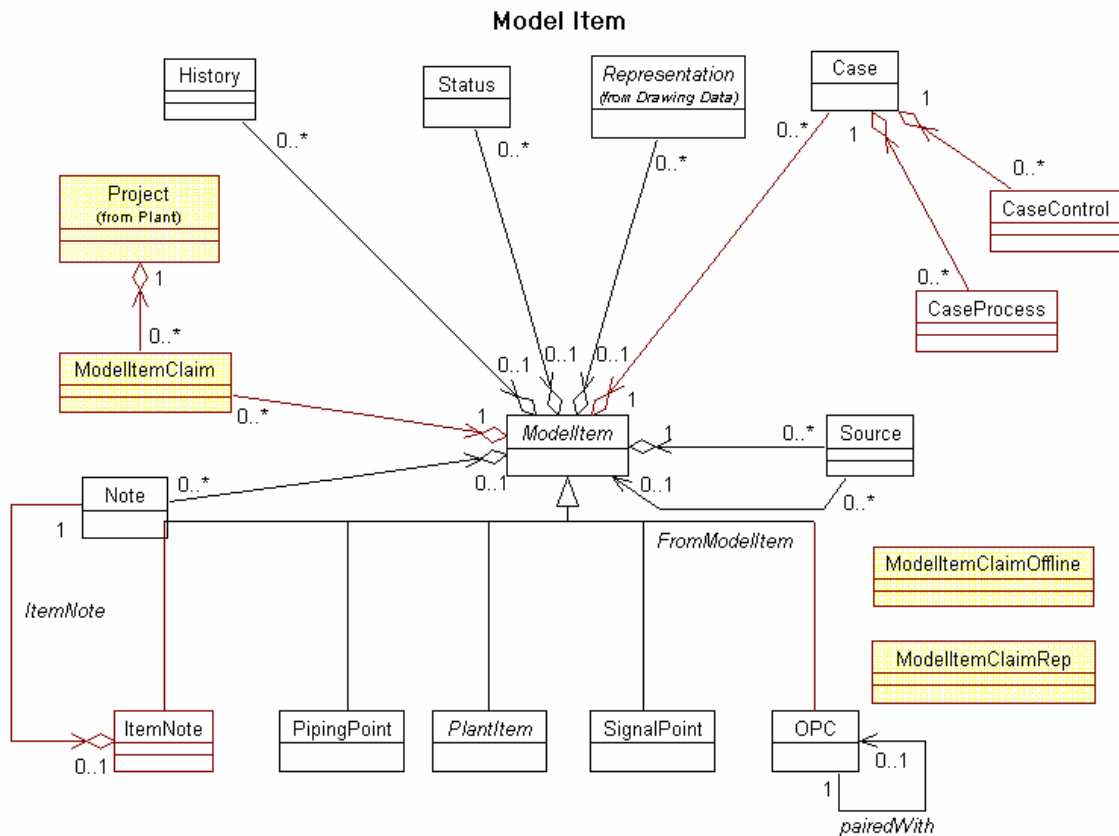 Model Item
History
Status
Representation
(from Drawing Data)
Case
0..*
0..*
0..*
0..*
1
1
0..*
CaseControl
Project
(from Plant)
1
0..*
ModelItemClaim
0..*
CaseProcess
0..*
1
0..1
0..1
0..1
1
ModelItem
1
0..*
Source
Note
0..*
0..1
0..1
0..*
1
FromModelItem
ModelItemClaimOffline
ItemNote
ModelItemClaimRep
ItemNote
0..1
PipingPoint
PlantItem
SignalPoint
OPC
0..1
1
pairedWith